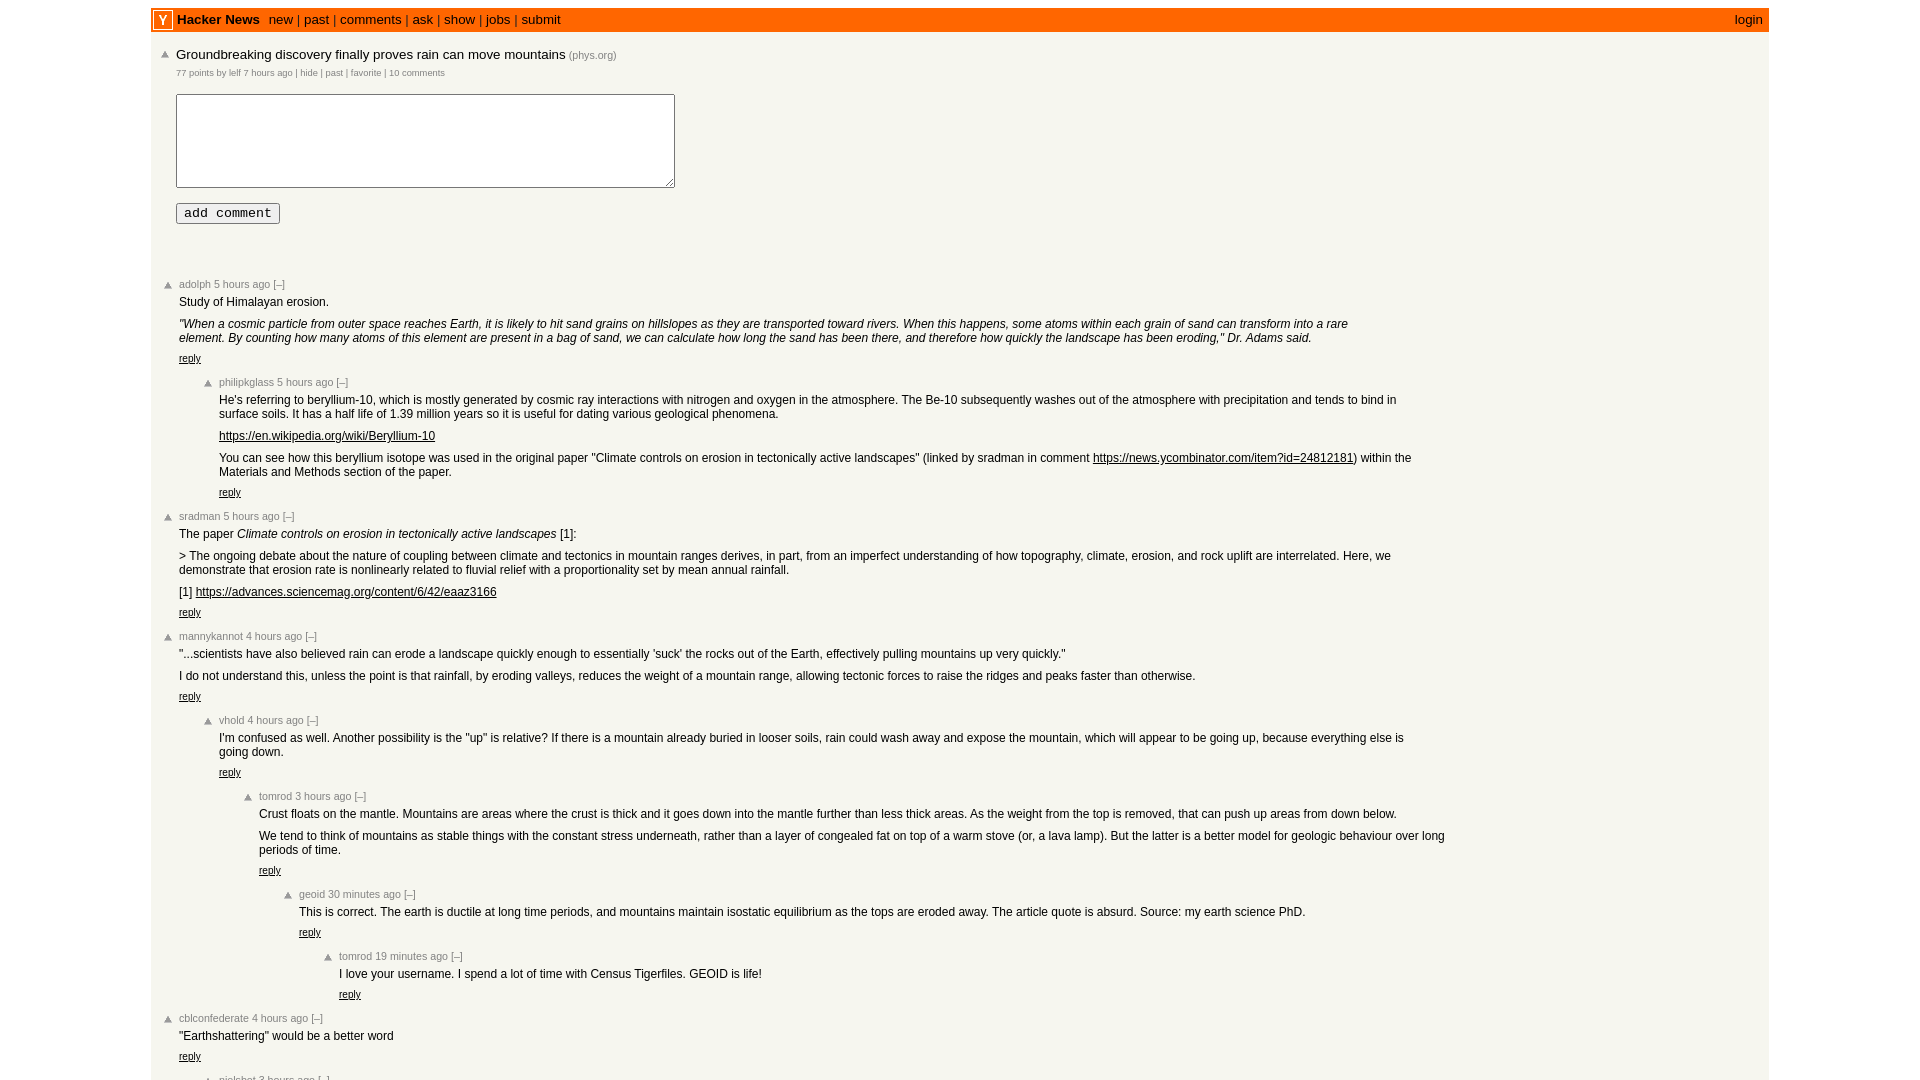 Y Hacker News new | past | comments | ask | show | jobs | submit login
Groundbreaking discovery finally proves rain can move mountains (phys.org)
77 points by lelf 7 hours ago | hide | past | favorite | 10 comments
add comment
adolph 5 hours ago [–]
Study of Himalayan erosion.
"When a cosmic particle from outer space reaches Earth, it is likely to hit sand grains on hillslopes as they are transported toward rivers. When this happens, some atoms within each grain of sand can transform into a rare
element. By counting how many atoms of this element are present in a bag of sand, we can calculate how long the sand has been there, and therefore how quickly the landscape has been eroding," Dr. Adams said.
reply
philipkglass 5 hours ago [–]
He's referring to beryllium-10, which is mostly generated by cosmic ray interactions with nitrogen and oxygen in the atmosphere. The Be-10 subsequently washes out of the atmosphere with precipitation and tends to bind in
surface soils. It has a half life of 1.39 million years so it is useful for dating various geological phenomena.
https://en.wikipedia.org/wiki/Beryllium-10
You can see how this beryllium isotope was used in the original paper "Climate controls on erosion in tectonically active landscapes" (linked by sradman in comment https://news.ycombinator.com/item?id=24812181) within the
Materials and Methods section of the paper.
reply
sradman 5 hours ago [–]
The paper Climate controls on erosion in tectonically active landscapes [1]:
> The ongoing debate about the nature of coupling between climate and tectonics in mountain ranges derives, in part, from an imperfect understanding of how topography, climate, erosion, and rock uplift are interrelated. Here, we
demonstrate that erosion rate is nonlinearly related to fluvial relief with a proportionality set by mean annual rainfall.
[1] https://advances.sciencemag.org/content/6/42/eaaz3166
reply
mannykannot 4 hours ago [–]
"...scientists have also believed rain can erode a landscape quickly enough to essentially 'suck' the rocks out of the Earth, effectively pulling mountains up very quickly."
I do not understand this, unless the point is that rainfall, by eroding valleys, reduces the weight of a mountain range, allowing tectonic forces to raise the ridges and peaks faster than otherwise.
reply
vhold 4 hours ago [–]
I'm confused as well. Another possibility is the "up" is relative? If there is a mountain already buried in looser soils, rain could wash away and expose the mountain, which will appear to be going up, because everything else is
going down.
reply
tomrod 3 hours ago [–]
Crust floats on the mantle. Mountains are areas where the crust is thick and it goes down into the mantle further than less thick areas. As the weight from the top is removed, that can push up areas from down below.
We tend to think of mountains as stable things with the constant stress underneath, rather than a layer of congealed fat on top of a warm stove (or, a lava lamp). But the latter is a better model for geologic behaviour over long
periods of time.
reply
geoid 30 minutes ago [–]
This is correct. The earth is ductile at long time periods, and mountains maintain isostatic equilibrium as the tops are eroded away. The article quote is absurd. Source: my earth science PhD.
reply
tomrod 19 minutes ago [–]
I love your username. I spend a lot of time with Census Tigerfiles. GEOID is life!
reply
cblconfederate 4 hours ago [–]
"Earthshattering" would be a better word
reply
3 hours ago [–]